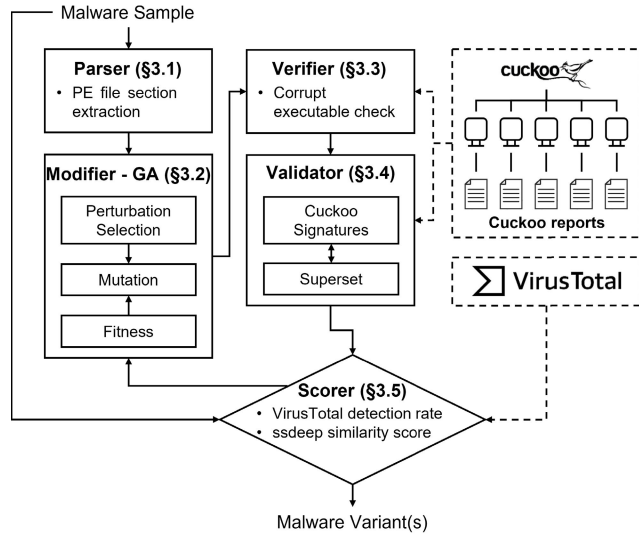 Malware Sample
Parser (§3.1)
• PE file section
extraction
Modifier - GA (§3.2)
Perturbation
Selection
Mutation
Fitness
Verifier (§3.3)
• Corrupt
executable check
Validator (§3.4)
Cuckoo
Signatures
Superset
cuckoo
Cuckoo reports
VirusTotal
Scorer (§3.5)
• VirusTotal detection rate
• ssdeep similarity score
Malware Variant(s)